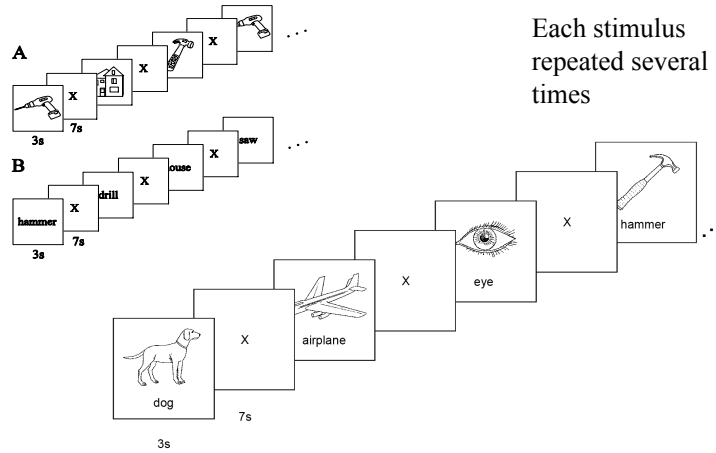 Each stimulus
repeated several
times
A
X
X
X
. . .
3s
7s
B
hammer
X
drill
X
ouse
X
saw
. . .
3s
7s
dog
X
airplane
X
eye
X
hammer
. .
7s
3s